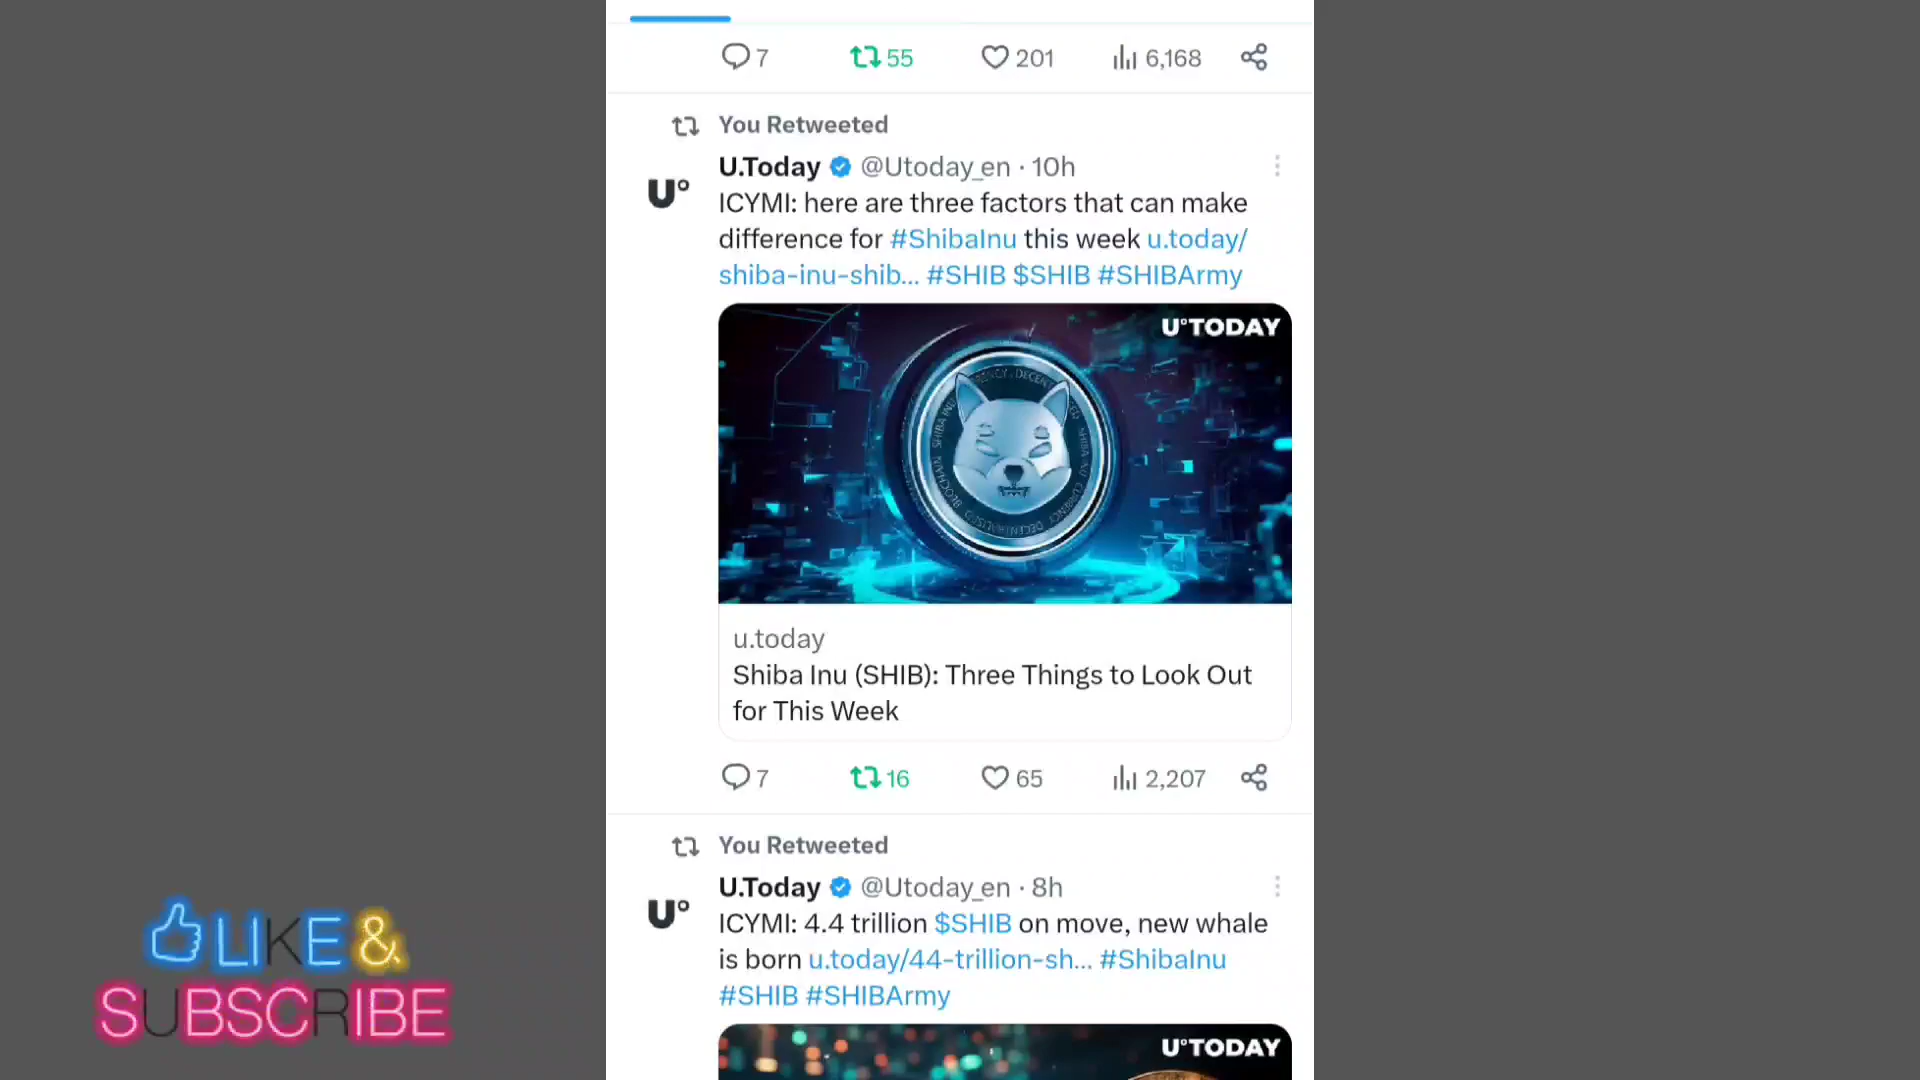 7 55 201 6,168
You Retweeted
U.Today @Utoday_en · 10h
U°
ICYMI: here are three factors that can make
difference for #ShibaInu this week u.today/
shiba-inu-shib... #SHIB $SHIB #SHIBArmy
U°TODAY
u.today
Shiba Inu (SHIB): Three Things to Look Out
for This Week
7 16 65 2,207
You Retweeted
U.Today @Utoday_en · 8h
U°
ICYMI: 4.4 trillion $SHIB on move, new whale
is born u.today/44-trillion-sh... #ShibaInu
#SHIB #SHIBArmy
U°TODAY
LIKE &
SUBSCRIBE